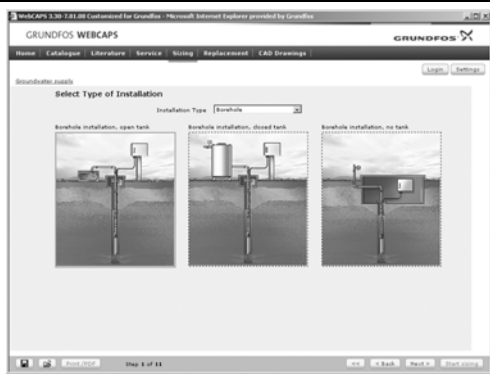 WebCAPS 3.30-7.01.08 Customized for Grundfos - Microsoft Internet Explorer provided by Grundfos
GRUNDFOS WEBCAPS
GRUNDFOS
Home Catalogue Literature Service Sizing Replacement CAD Drawings
Login Settings
Groundwater supply
Select Type of Installation
Installation Type Borehole
Borehole installation, open tank Borehole installation, closed tank Borehole installation, no tank
Print/PDF Step 1 of 11 << < Back Next > Start sizing